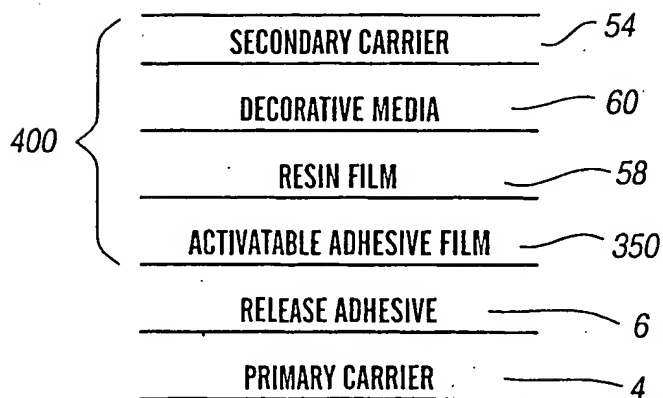 SECONDARY CARRIER 54
DECORATIVE MEDIA 60
400
RESIN FILM 58
ACTIVATABLE ADHESIVE FILM 350
RELEASE ADHESIVE 6
PRIMARY CARRIER 4